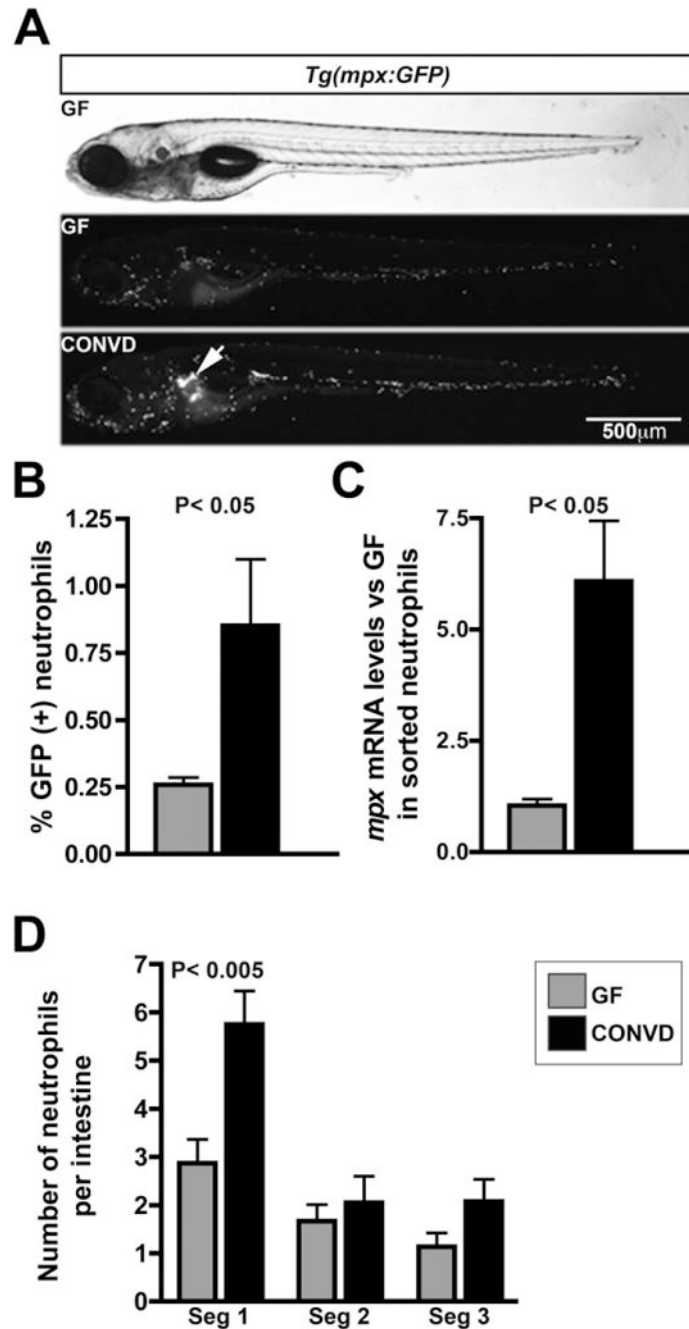 A
Tg(mpx:GFP)
GF
GF
CONVD
500μm
B
P< 0.05
% GFP (+) neutrophils
1.25
1.00
0.75
0.50
0.25
0.00
C
P< 0.05
mpx mRNA levels vs GF
in sorted neutrophils
7.5
5.0
2.5
0.0
D
P< 0.005
Number of neutrophils
per intestine
7
6
5
4
3
2
1
0
Seg 1 Seg 2 Seg 3
GF
CONVD